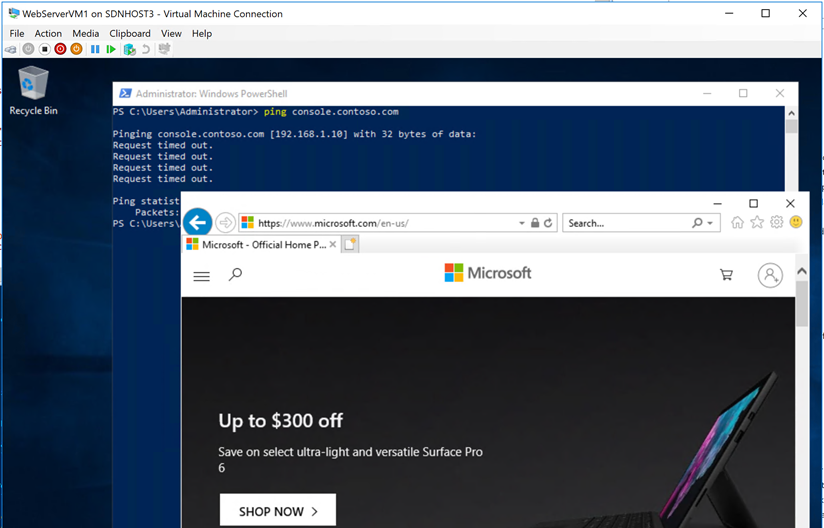 WebServerVM1 on SDNHOST3 - Virtual Machine Connection
File Action Media Clipboard View Help
Recycle Bin
Administrator: Windows PowerShell
PS C:\Users\Administrator> ping console.contoso.com
Pinging console.contoso.com [192.168.1.10] with 32 bytes of data:
Request timed out.
Request timed out.
Request timed out.
Request timed out.
Ping statist
Packets:
PS C:\Users\
https://www.microsoft.com/en-us/
Search...
Microsoft - Official Home P...
Microsoft
Up to $300 off
Save on select ultra-light and versatile Surface Pro
6
SHOP NOW >